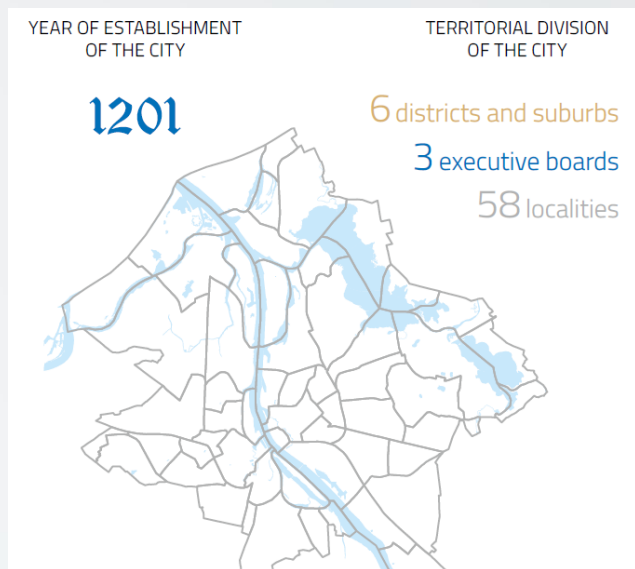 YEAR OF ESTABLISHMENT
OF THE CITY
1201
TERRITORIAL DIVISION
OF THE CITY
6 districts and suburbs
3 executive boards
58 localities